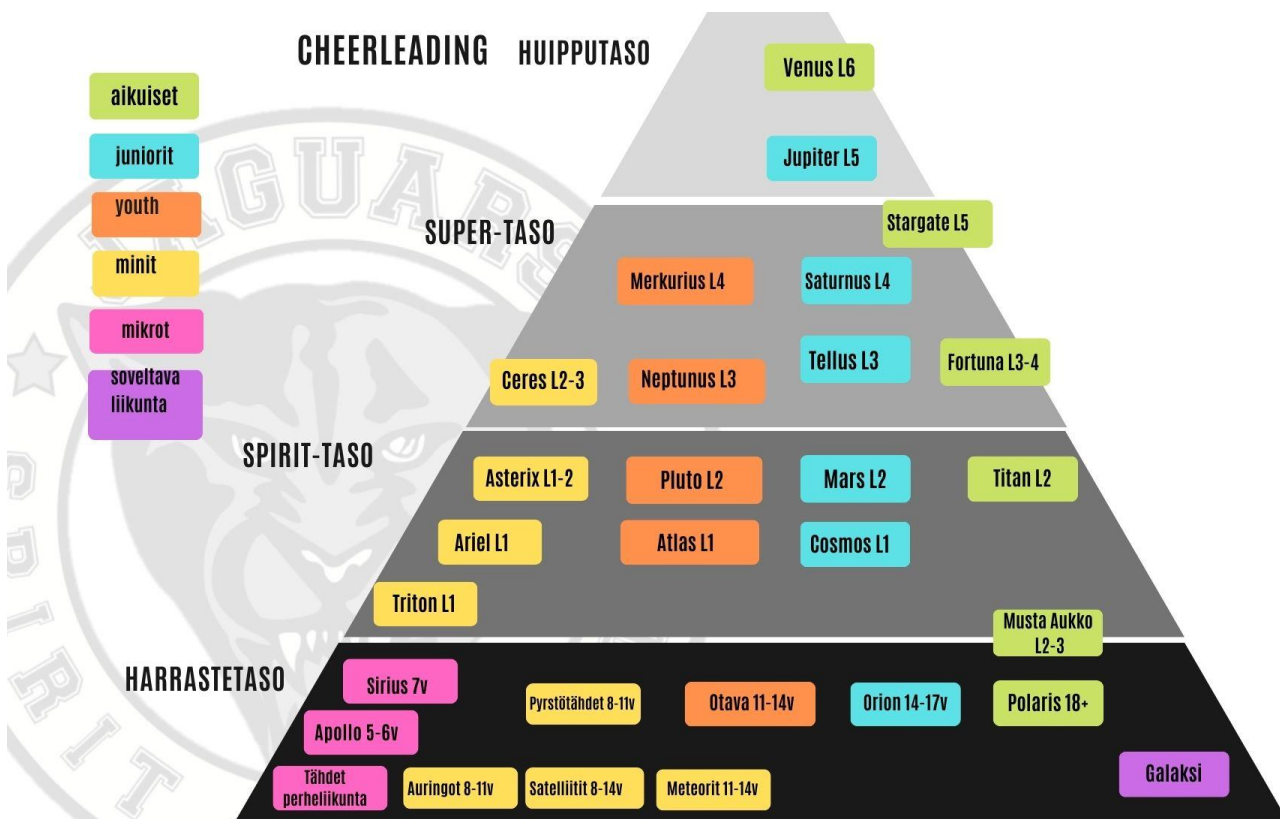 CHEERLEADING HUIPPUTASO
aikuiset
juniorit
youth
minit
mikrot
soveltava
liikunta
Venus L6
Jupiter L5
SUPER-TASO
Stargate L5
Merkurius L4
Saturnus L4
Ceres L2-3
Neptunus L3
Tellus L3
Fortuna L3-4
SPIRIT-TASO
Asterix L1-2
Pluto L2
Mars L2
Titan L2
Ariel L1
Atlas L1
Cosmos L1
Triton L1
Musta Aukko
L2-3
HARRASTETASO
Sirius 7v
Pyrstötähdet 8-11v
Otava 11-14v
Orion 14-17v
Polaris 18+
Apollo 5-6v
Tähdet
perheliikunta
Auringot 8-11v
Satelliitit 8-14v
Meteorit 11-14v
Galaksi
JAGUARS
SPIRIT